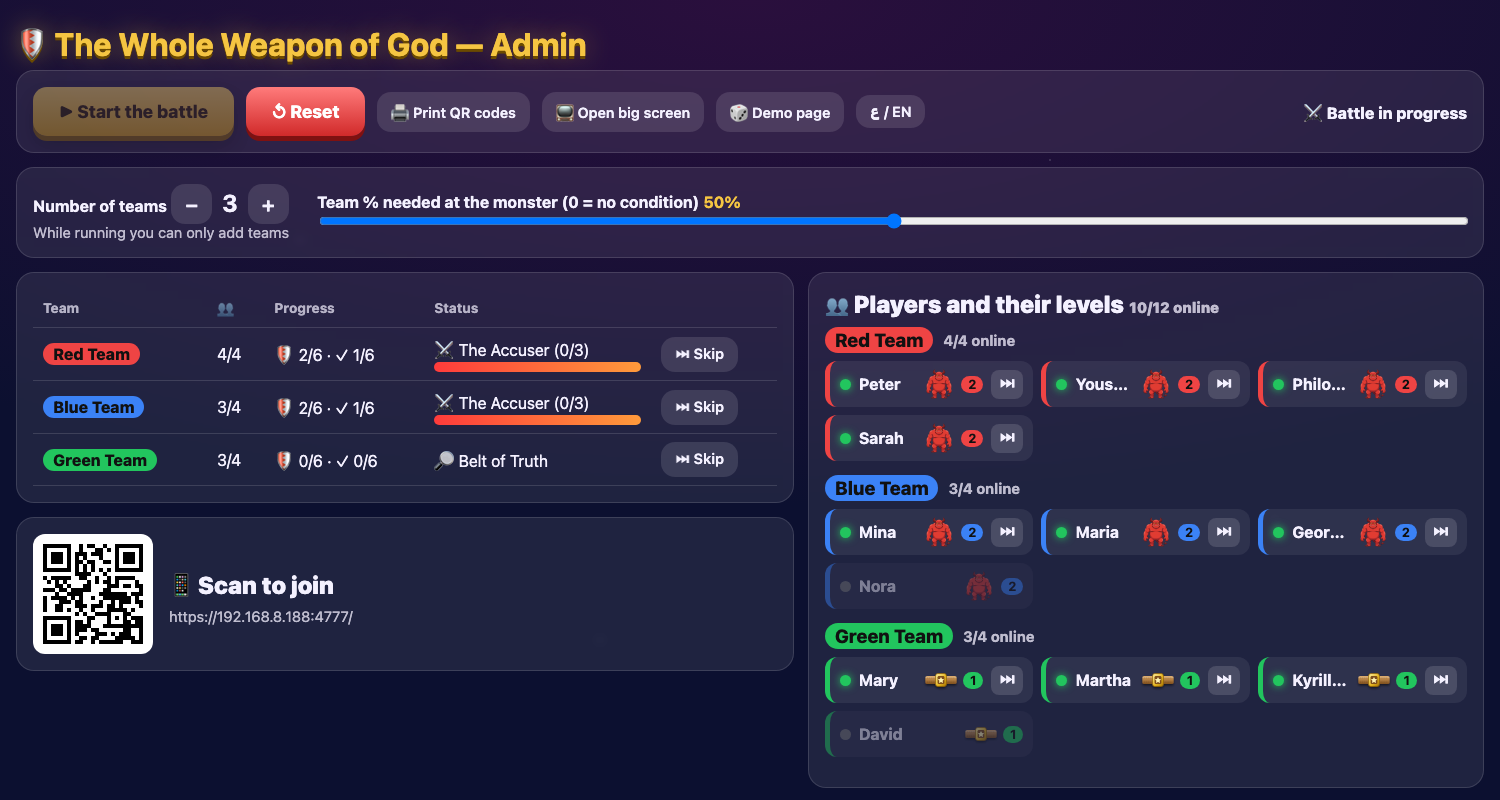 The Whole Weapon of God — Admin
Start the battle
Reset
Print QR codes
Open big screen
Demo page
ع / EN
Battle in progress
Number of teams − 3 +
While running you can only add teams
Team % needed at the monster (0 = no condition) 50%
Team Progress Status
Red Team 4/4 2/6 · ✓ 1/6 The Accuser (0/3) Skip
Blue Team 3/4 2/6 · ✓ 1/6 The Accuser (0/3) Skip
Green Team 3/4 0/6 · ✓ 0/6 Belt of Truth Skip
Scan to join
https://192.168.8.188:4777/
Players and their levels 10/12 online
Red Team 4/4 online
Peter 2
Yous... 2
Philo... 2
Sarah 2
Blue Team 3/4 online
Mina 2
Maria 2
Geor... 2
Nora 2
Green Team 3/4 online
Mary 1
Martha 1
Kyrill... 1
David 1